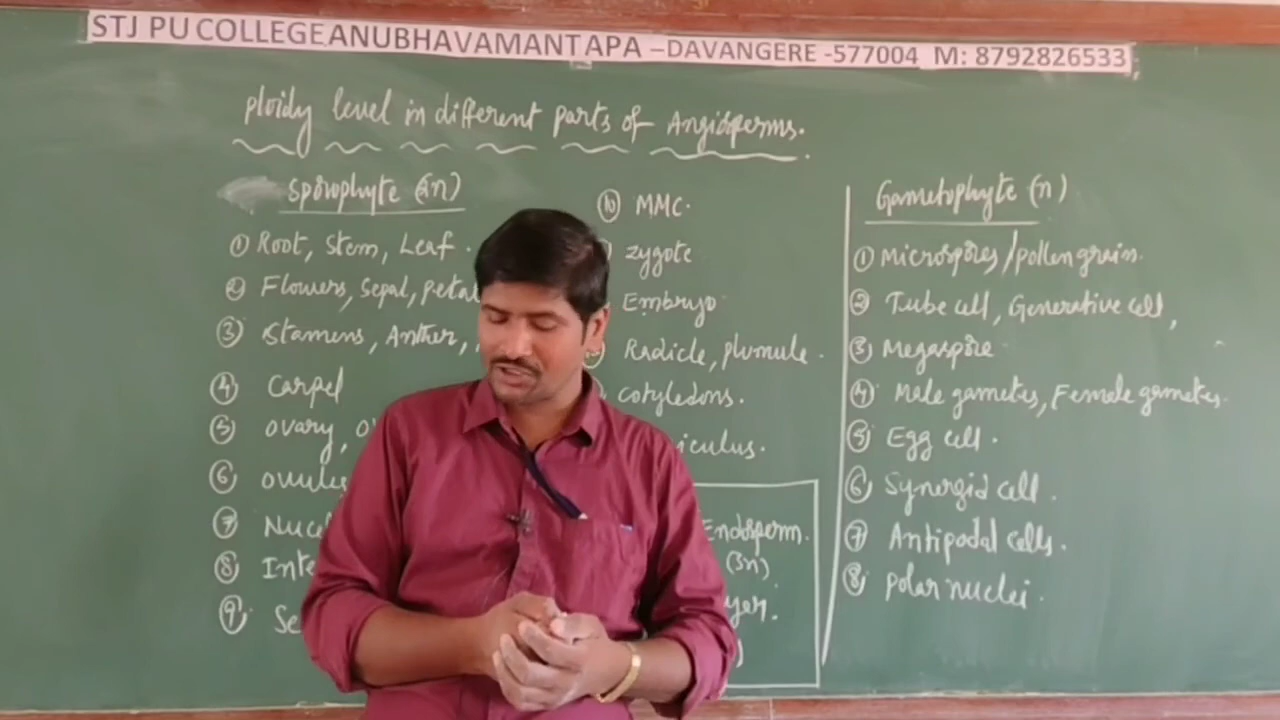 STJ PU COLLEGE ANUBHAVAMANTAPA –DAVANGERE -577004 M: 8792826533
ploidy level in different parts of Angiosperms.
Sporophyte (2n)
① Root, Stem, Leaf.
② Flowers, Sepal, petal
③ Stamens, Anther,
④ Carpel
⑤ Ovary,
⑥ Ovules
⑦ Nuce
⑧ Inte
⑨ Se
⑩ MMC.
Zygote
Embryo
Radicle, plumule.
cotyledons.
iculus.
Endosperm.
(3n)
yer.
Gametophyte (n)
① Microspores/pollen grain.
② Tube cell, Generative cell,
③ Megaspore
④ Male gametes, Female gametes.
⑤ Egg cell.
⑥ Synergid cell.
⑦ Antipodal cells.
⑧ polar nuclei.